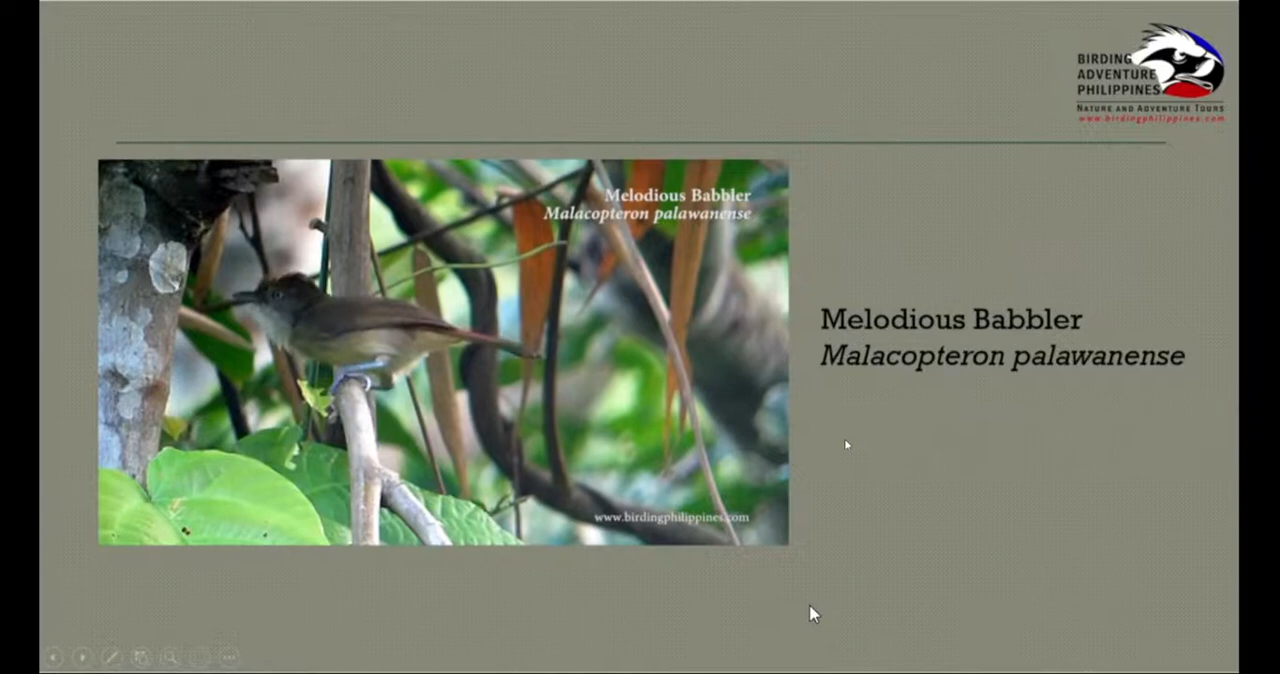 BIRDING
ADVENTURE
PHILIPPINES
NATURE AND ADVENTURE TOURS
www.birdingphilippines.com
Melodious Babbler
Malacopteron palawanense
www.birdingphilippines.com
Melodious Babbler
Malacopteron palawanense